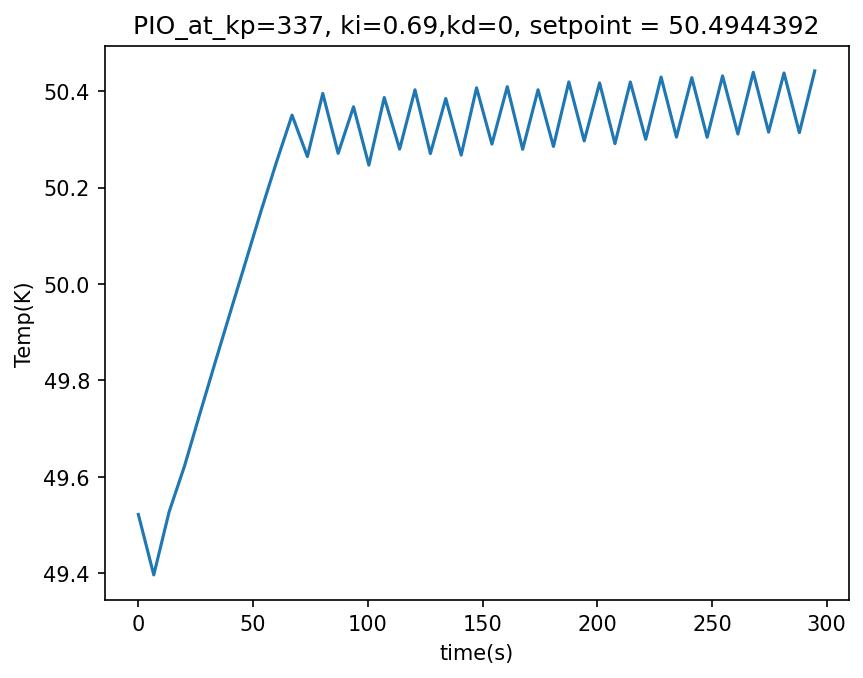 PIO_at_kp=337, ki=0.69,kd=0, setpoint = 50.4944392
50.4
50.2
50.0
49.8
49.6
49.4
Temp(K)
0 50 100 150 200 250 300
time(s)